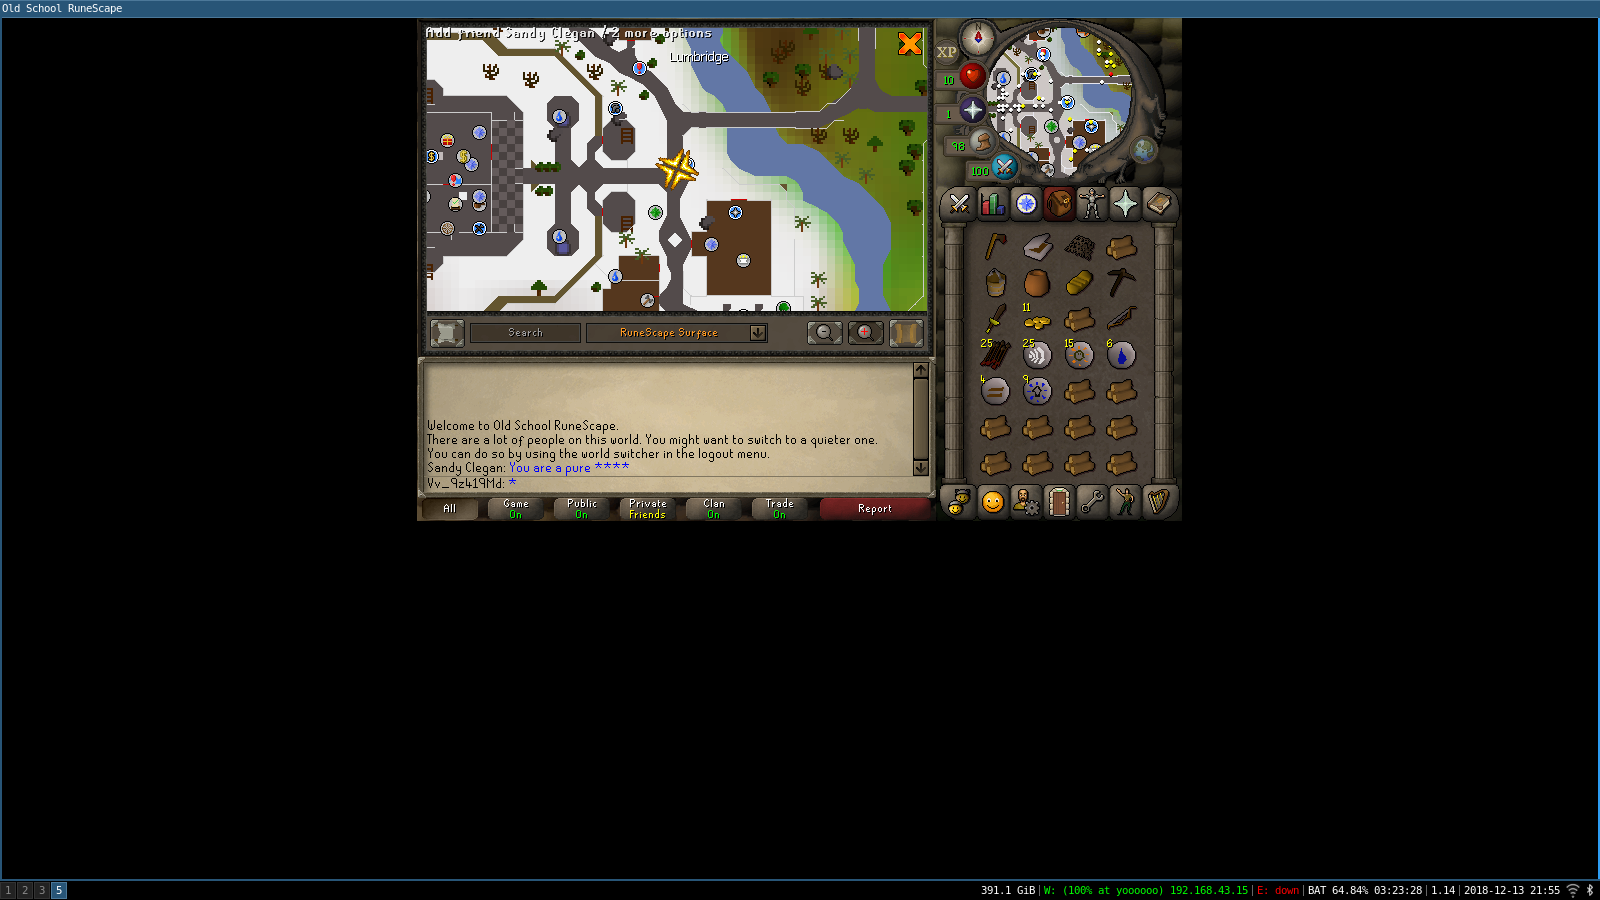 Old School RuneScape
Add friend Sandy Clegan / 2 more options
Lumbridge
Search
RuneScape Surface
Welcome to Old School RuneScape.
There are a lot of people on this world. You might want to switch to a quieter one.
You can do so by using the world switcher in the logout menu.
Sandy Clegan: You are a pure ****
Vv_9z419Md: *
All
Game
On
Public
On
Private
Friends
Clan
On
Trade
On
Report
N
XP
10
1
98
100
11
25
25
15
6
4
9
1 2 3 5
391.1 GiB|W: (100% at yoooooo) 192.168.43.15|E: down|BAT 64.84% 03:23:28|1.14|2018-12-13 21:55